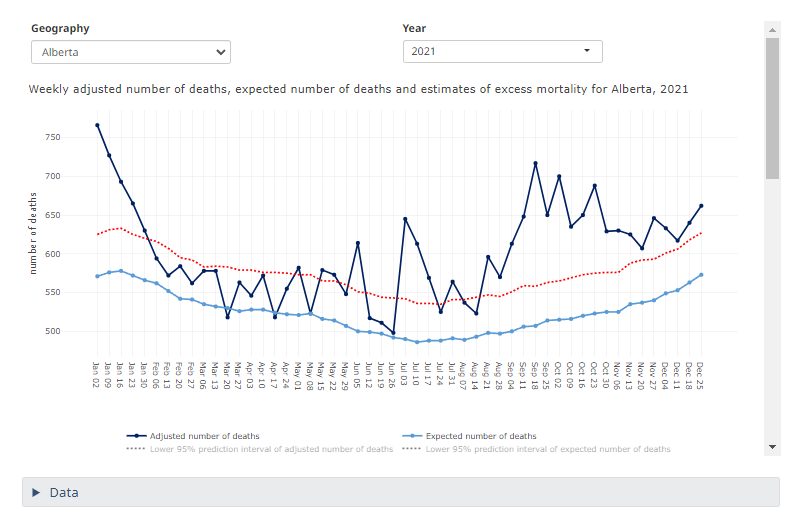 Geography Year
Alberta 2021
Weekly adjusted number of deaths, expected number of deaths and estimates of excess mortality for Alberta, 2021
number of deaths
750
700
650
600
550
500
Jan 02 Jan 09 Jan 16 Jan 23 Jan 30 Feb 06 Feb 13 Feb 20 Feb 27 Mar 06 Mar 13 Mar 20 Mar 27 Apr 03 Apr 10 Apr 17 Apr 24 May 01 May 08 May 15 May 22 May 29 Jun 05 Jun 12 Jun 19 Jun 26 Jul 03 Jul 10 Jul 17 Jul 24 Jul 31 Aug 07 Aug 14 Aug 21 Aug 28 Sep 04 Sep 11 Sep 18 Sep 25 Oct 02 Oct 09 Oct 16 Oct 23 Oct 30 Nov 06 Nov 13 Nov 20 Nov 27 Dec 04 Dec 11 Dec 18 Dec 25
Adjusted number of deaths Expected number of deaths
Lower 95% prediction interval of adjusted number of deaths Lower 95% prediction interval of expected number of deaths
Data